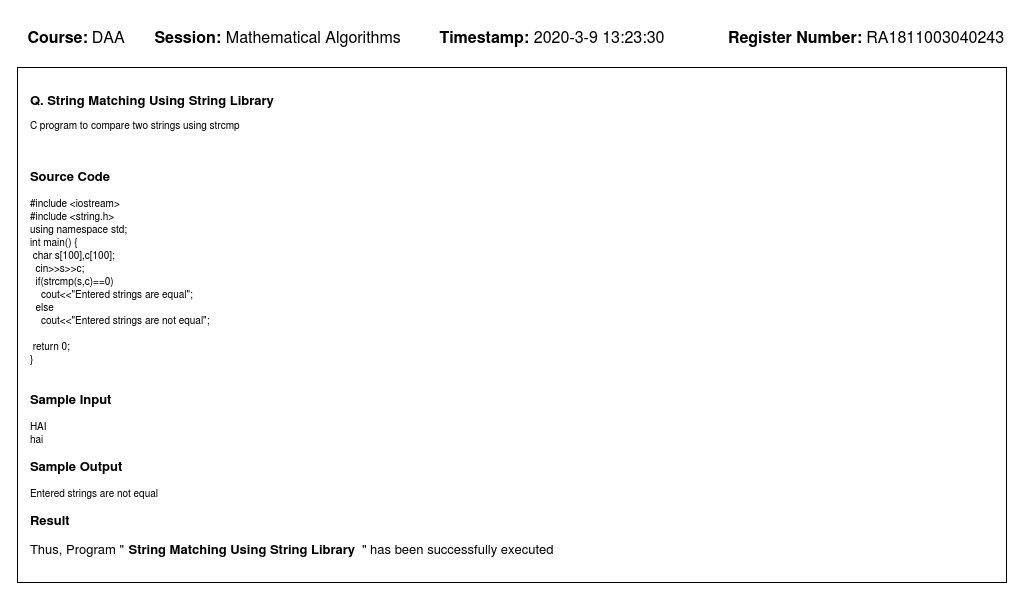 Course: DAA Session: Mathematical Algorithms Timestamp: 2020-3-9 13:23:30 Register Number: RA1811003040243
Q. String Matching Using String Library
C program to compare two strings using strcmp
Source Code
#include <iostream>
#include <string.h>
using namespace std;
int main() {
 char s[100],c[100];
  cin>>s>>c;
  if(strcmp(s,c)==0)
    cout<<"Entered strings are equal";
  else
    cout<<"Entered strings are not equal";
 return 0;
}
Sample Input
HAI
hai
Sample Output
Entered strings are not equal
Result
Thus, Program " String Matching Using String Library " has been successfully executed